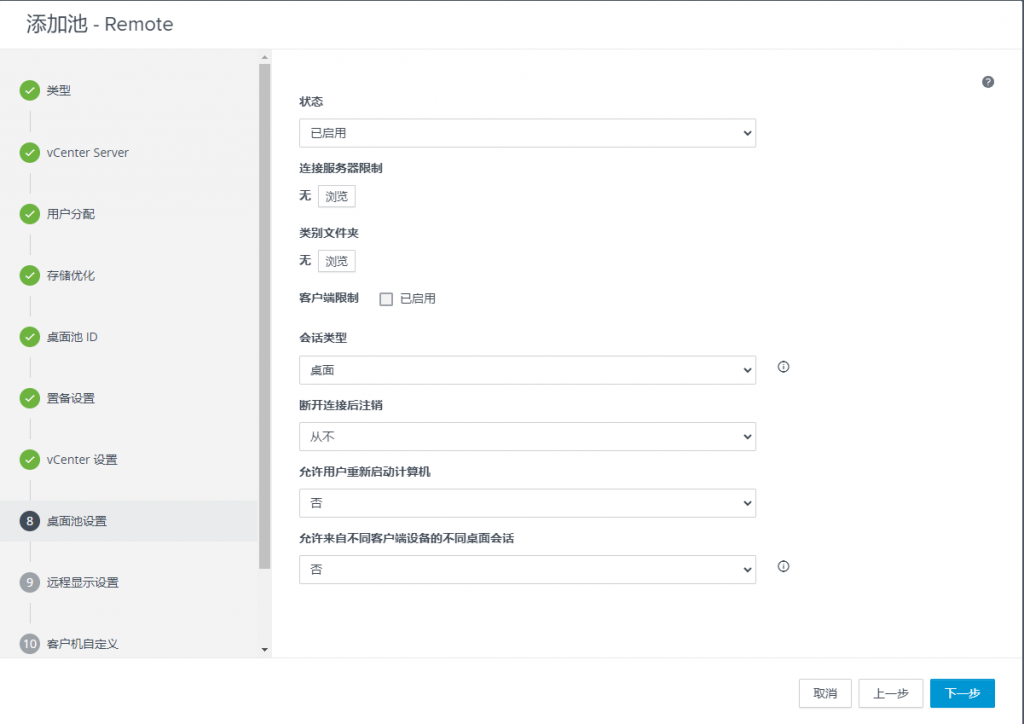 添加池 - Remote
类型
vCenter Server
用户分配
存储优化
桌面池 ID
置备设置
vCenter 设置
8 桌面池设置
9 远程显示设置
10 客户机自定义
状态
已启用
连接服务器限制
无 浏览
类别文件夹
无 浏览
客户端限制 已启用
会话类型
桌面
断开连接后注销
从不
允许用户重新启动计算机
否
允许来自不同客户端设备的不同桌面会话
否
取消 上一步 下一步